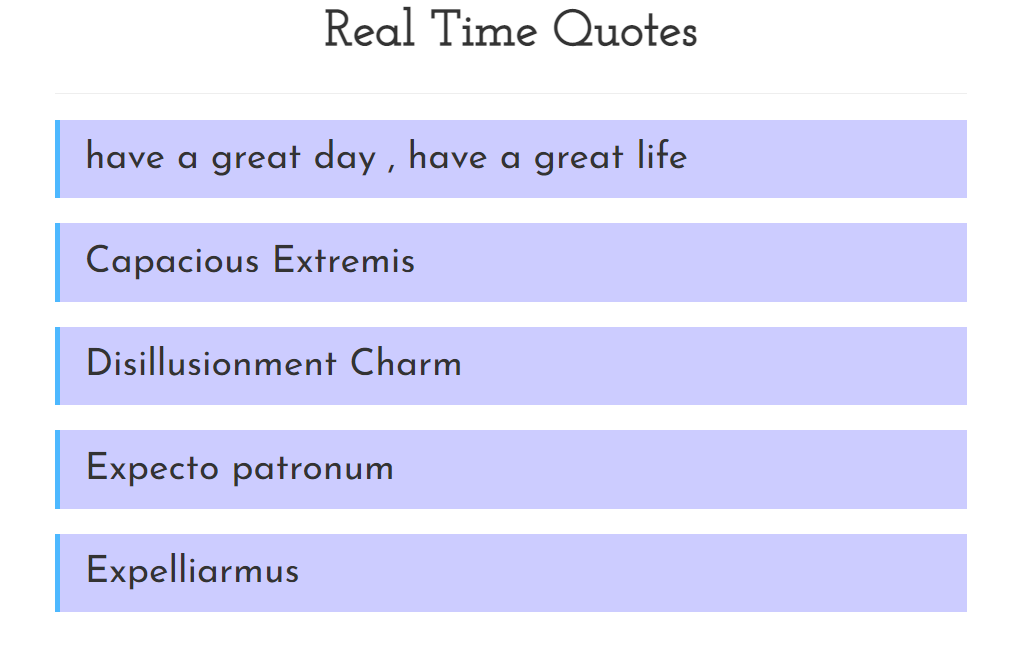 Real Time Quotes
have a great day , have a great life
Capacious Extremis
Disillusionment Charm
Expecto patronum
Expelliarmus